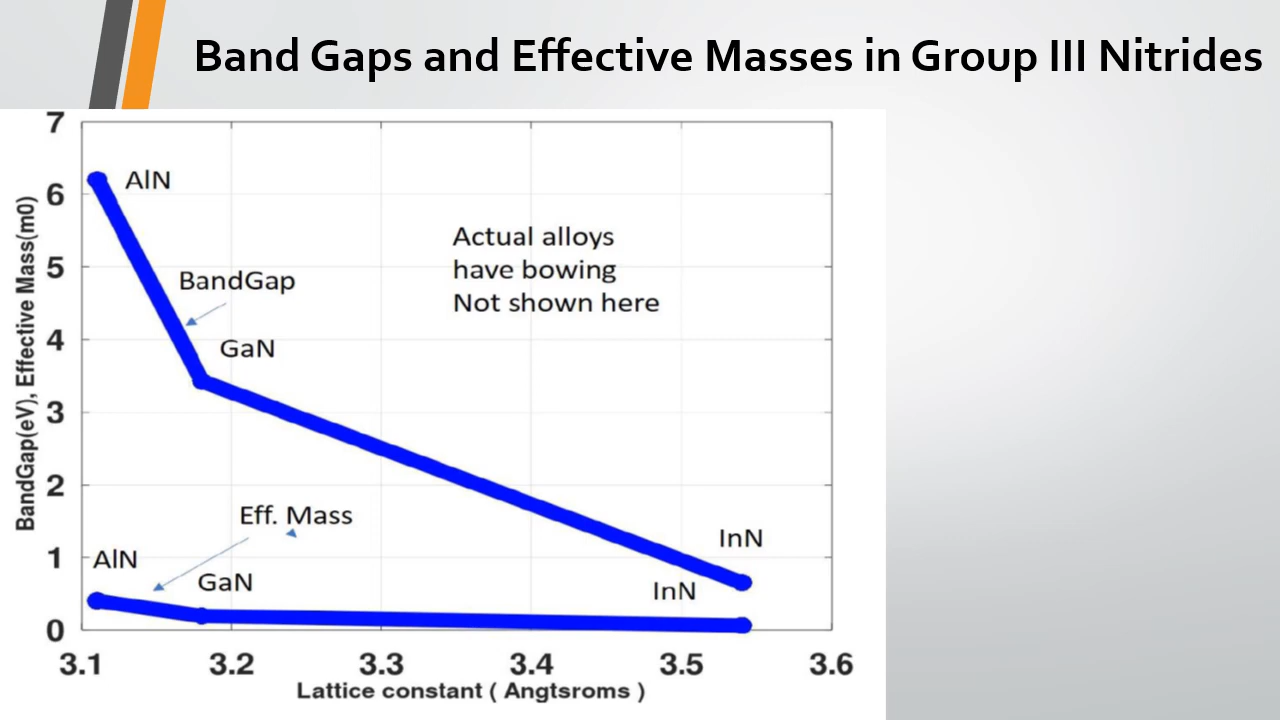 Band Gaps and Effective Masses in Group III Nitrides
7
6
5
4
3
2
1
0
BandGap(eV), Effective Mass(m0)
AlN
BandGap
GaN
Actual alloys
have bowing
Not shown here
Eff. Mass
AlN
GaN
InN
InN
3.1 3.2 3.3 3.4 3.5 3.6
Lattice constant ( Angtsroms )